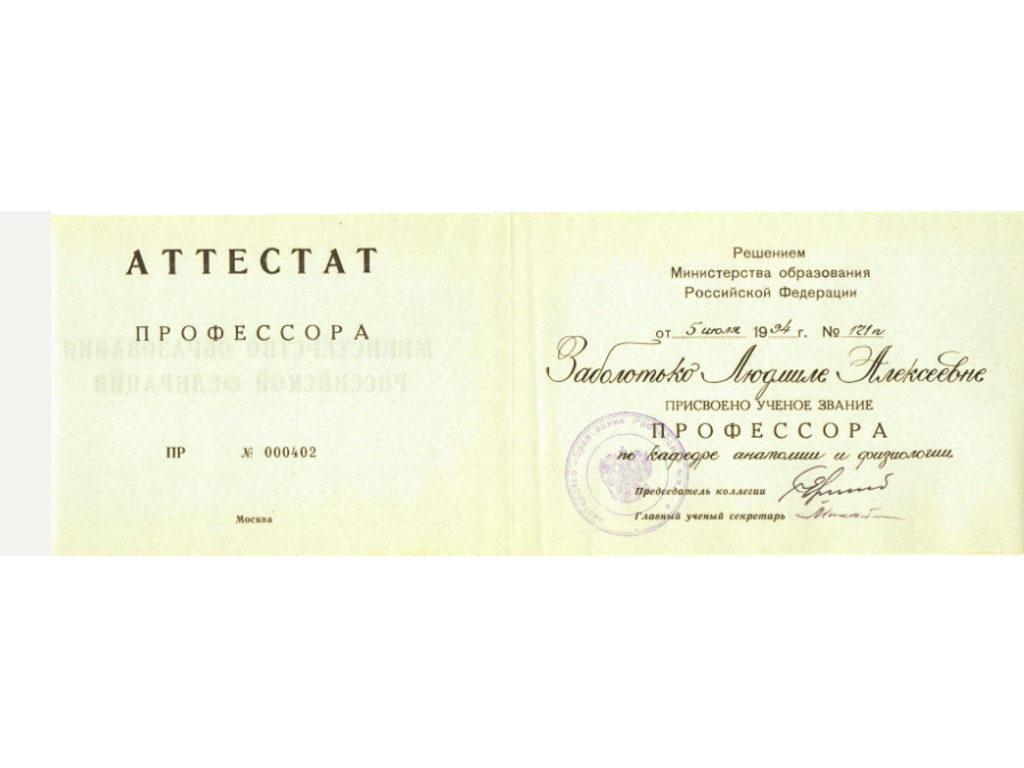 АТТЕСТАТ
ПРОФЕССОРА
ПР № 000402
Москва
Решением
Министерства образования
Российской Федерации
от 5 июля 1994 г. № 121п
Заболотько Людмиле Алексеевне
ПРИСВОЕНО УЧЕНОЕ ЗВАНИЕ
ПРОФЕССОРА
по кафедре анатомии и физиологии
Председатель коллегии
Главный ученый секретарь